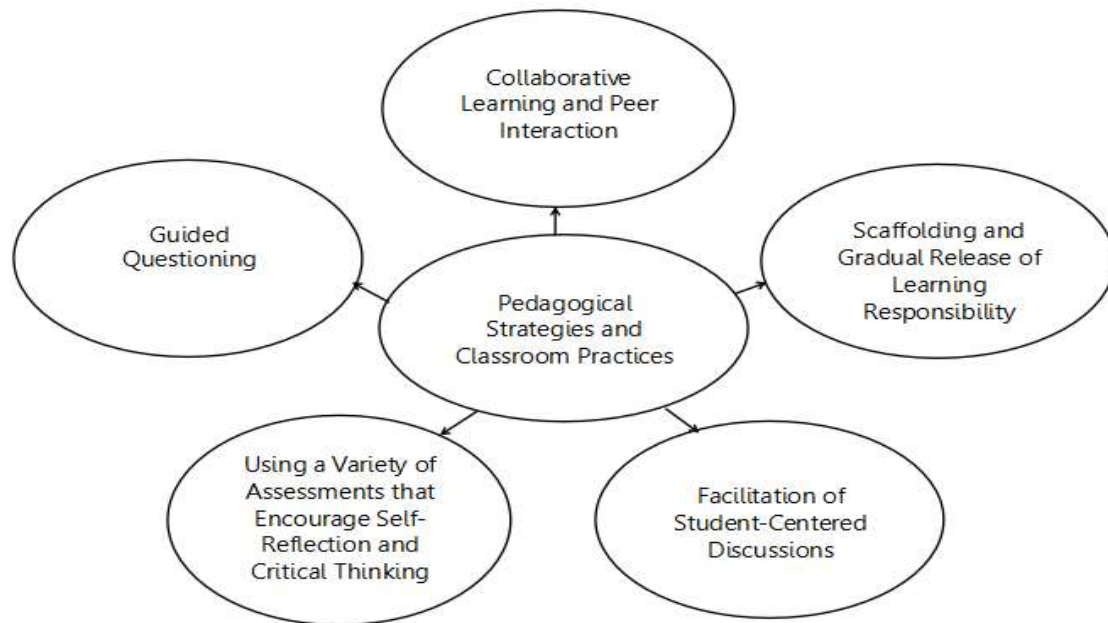 Collaborative
Learning and Peer
Interaction
Guided
Questioning
Scaffolding and
Gradual Release of
Learning
Responsibility
Pedagogical
Strategies and
Classroom Practices
Using a Variety of
Assessments that
Encourage Self-
Reflection and
Critical Thinking
Facilitation of
Student-Centered
Discussions